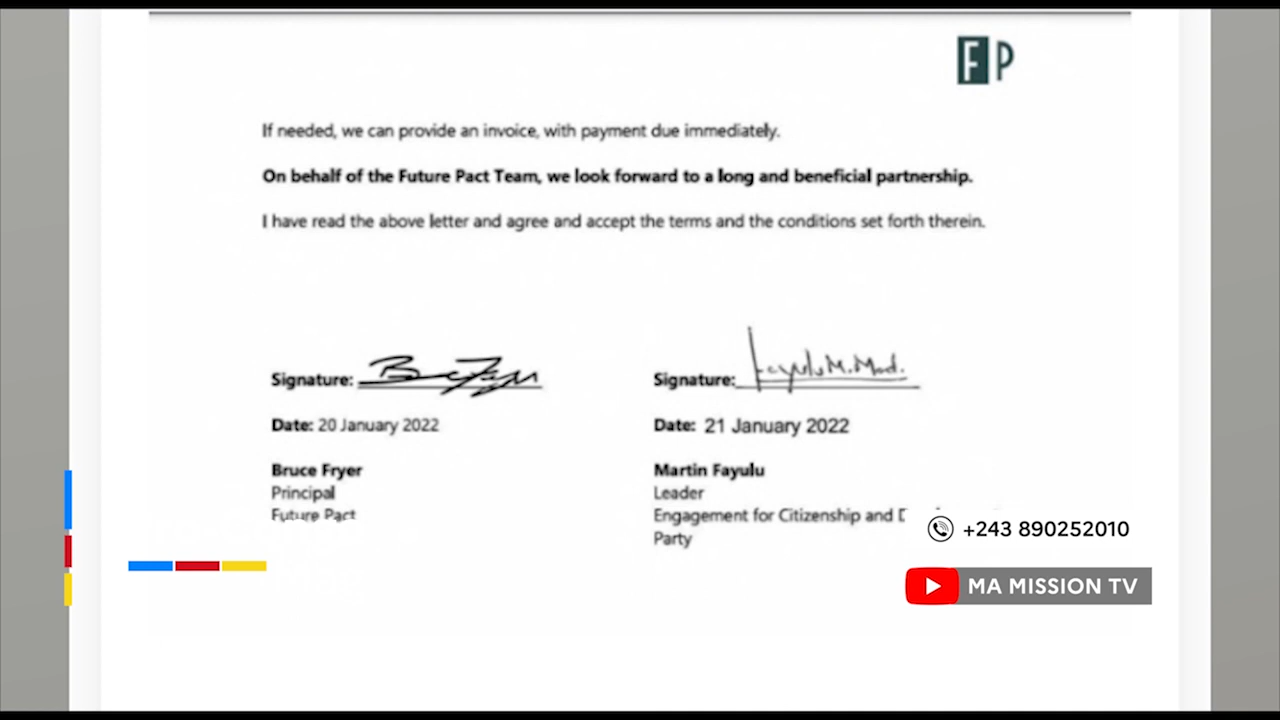 FP
If needed, we can provide an invoice, with payment due immediately.
On behalf of the Future Pact Team, we look forward to a long and beneficial partnership.
I have read the above letter and agree and accept the terms and the conditions set forth therein.
Signature: Signature: Fayulu M. Mad.
Date: 20 January 2022 Date: 21 January 2022
Bruce Fryer Martin Fayulu
Principal Leader
Future Pact Engagement for Citizenship and
Party
+243 890252010
MA MISSION TV